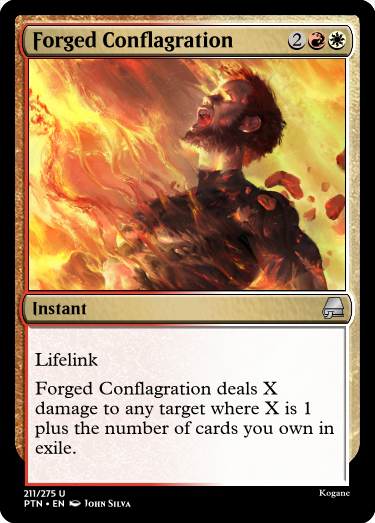 Forged Conflagration 2
Instant
Lifelink
Forged Conflagration deals X
damage to any target where X is 1
plus the number of cards you own in
exile.
211/275 U
PTN • EN John Silva
Kogane